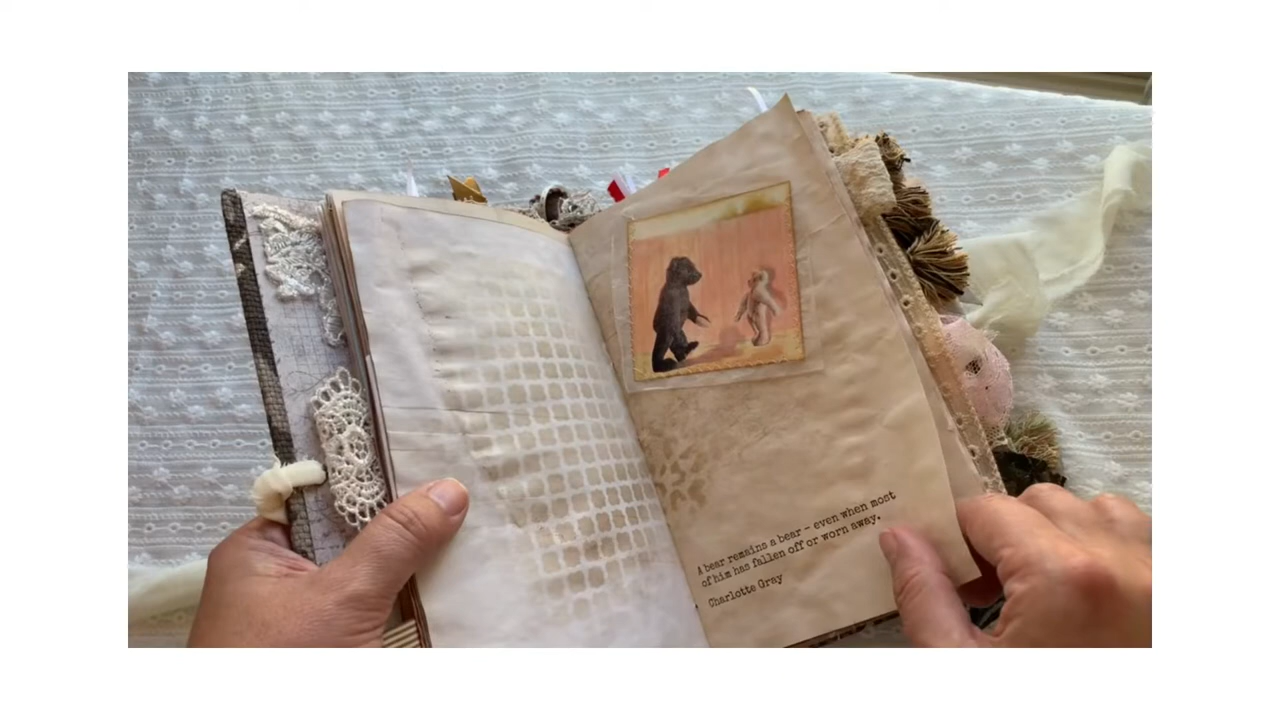 A bear remains a bear – even when most
of him has fallen off or worn away.
Charlotte Gray